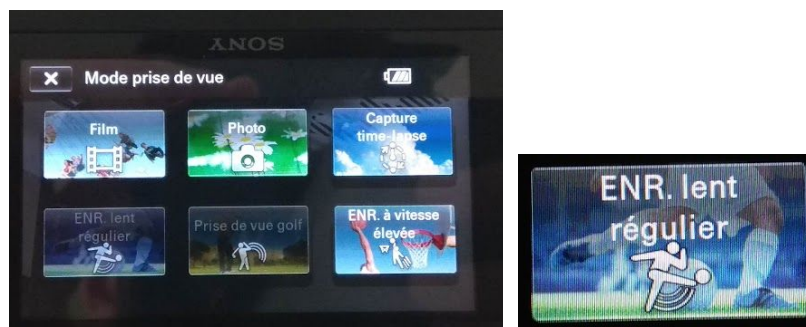 SONY
Mode prise de vue
Film
Photo
Capture
time-lapse
ENR. lent
régulier
Prise de vue golf
ENR. à vitesse
élevée
ENR. lent
régulier